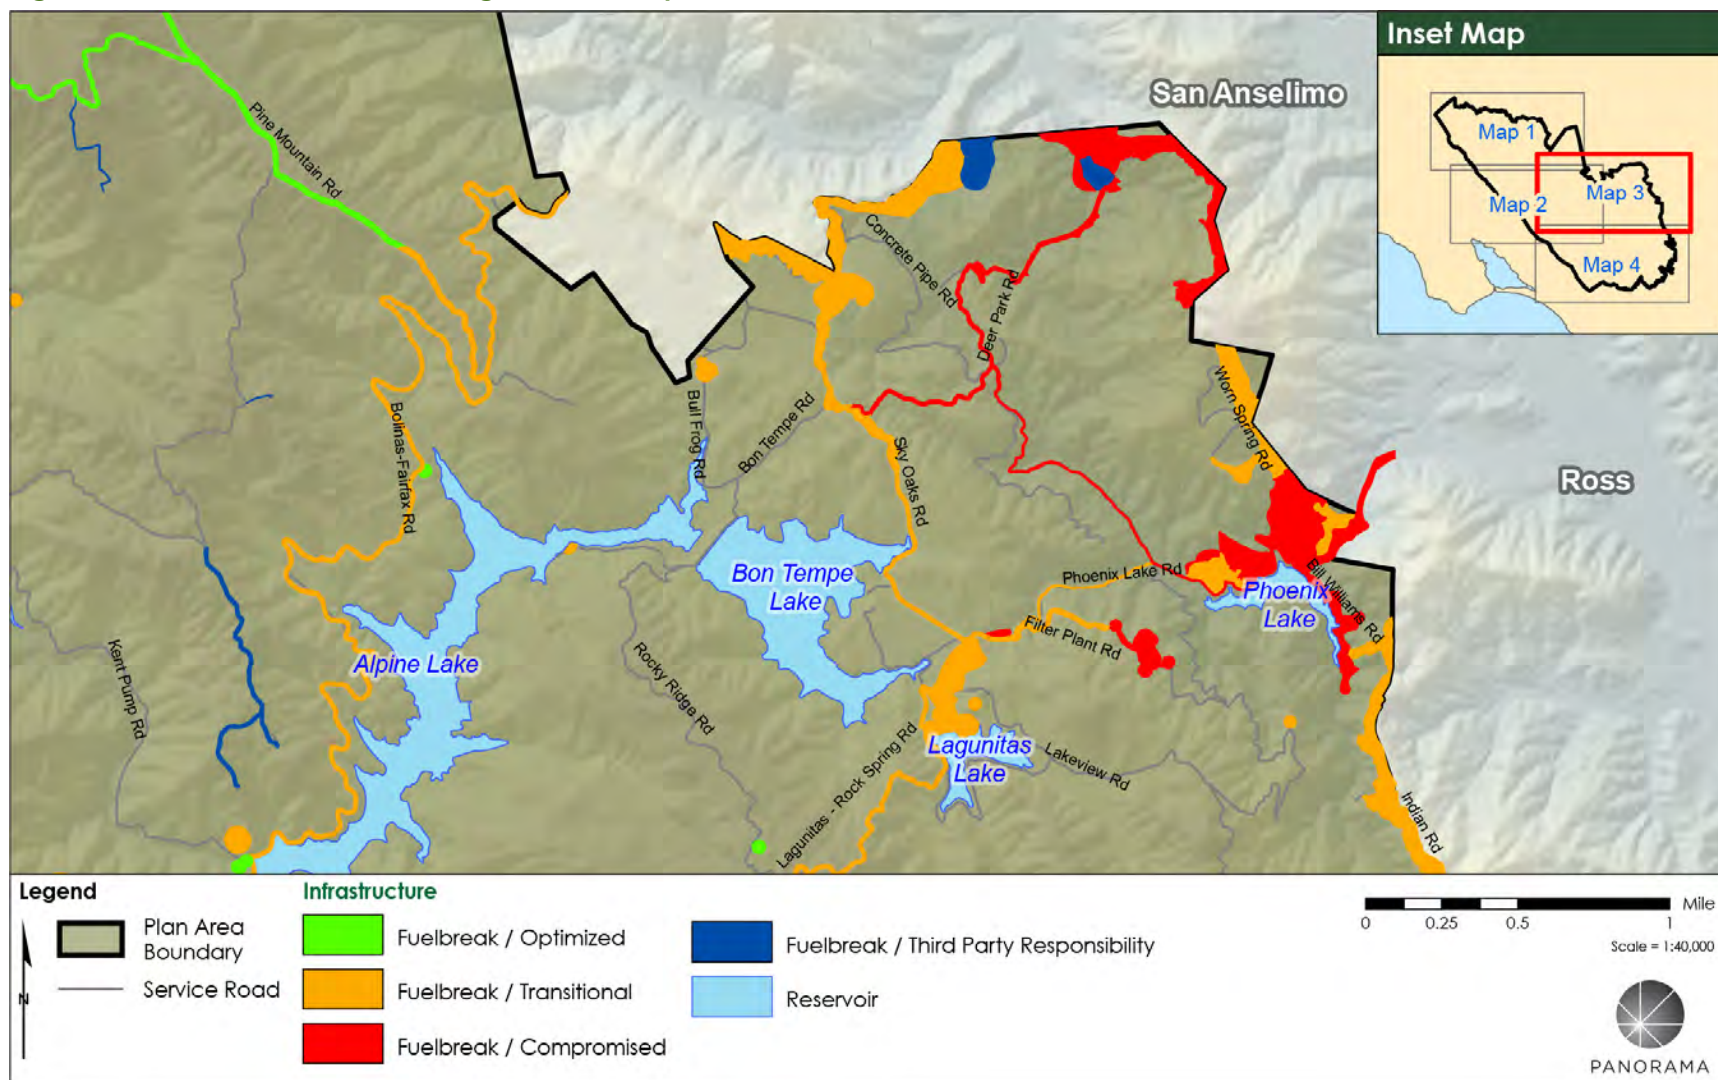 San Anselimo
Inset Map
Map 1
Map 3
Map 2
Map 4
Pine Mountain Rd
Concrete Pipe Rd
Deer Park Rd
Worn Spring Rd
Bolinas-Fairfax Rd
Bull Frog Rd
Bon Tempe Rd
Sky Oaks Rd
Ross
Bon Tempe
Lake
Phoenix Lake Rd
Bill Williams Rd
Phoenix
Lake
Filter Plant Rd
Alpine Lake
Kent Pump Rd
Rocky Ridge Rd
Lagunitas - Rock Spring Rd
Lagunitas
Lake
Lakeview Rd
Indian Rd
Legend
Plan Area
Boundary
Service Road
N
Infrastructure
Fuelbreak / Optimized
Fuelbreak / Transitional
Fuelbreak / Compromised
Fuelbreak / Third Party Responsibility
Reservoir
Mile
0 0.25 0.5 1
Scale = 1:40,000
PANORAMA